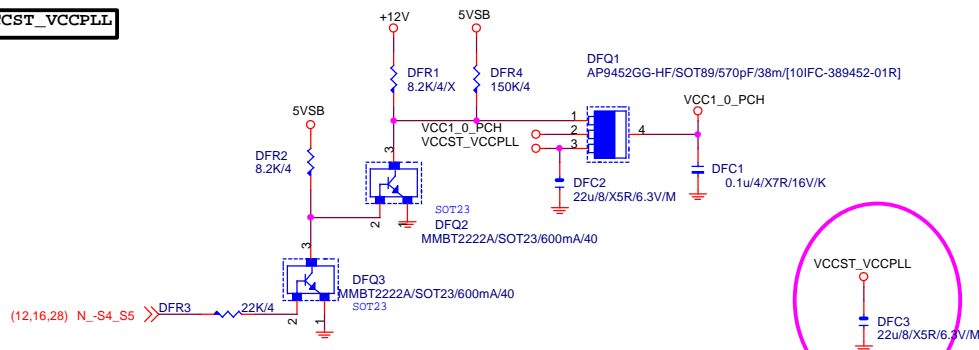 CCST_VCCPLL
+12V
5VSB
DFR1
8.2K/4/X
DFR4
150K/4
DFQ1
AP9452GG-HF/SOT89/570pF/38m/[10IFC-389452-01R]
VCC1_0_PCH
5VSB
VCC1_0_PCH
VCCST_VCCPLL
1
2
3
4
DFR2
8.2K/4
3
DFC2
22u/8/X5R/6.3V/M
DFC1
0.1u/4/X7R/16V/K
SOT23
DFQ2
MMBT2222A/SOT23/600mA/40
2
1
3
DFQ3
MMBT2222A/SOT23/600mA/40
SOT23
(12,16,28) N_-S4_S5
DFR3
22K/4
2
1
VCCST_VCCPLL
DFC3
22u/8/X5R/6.3V/M